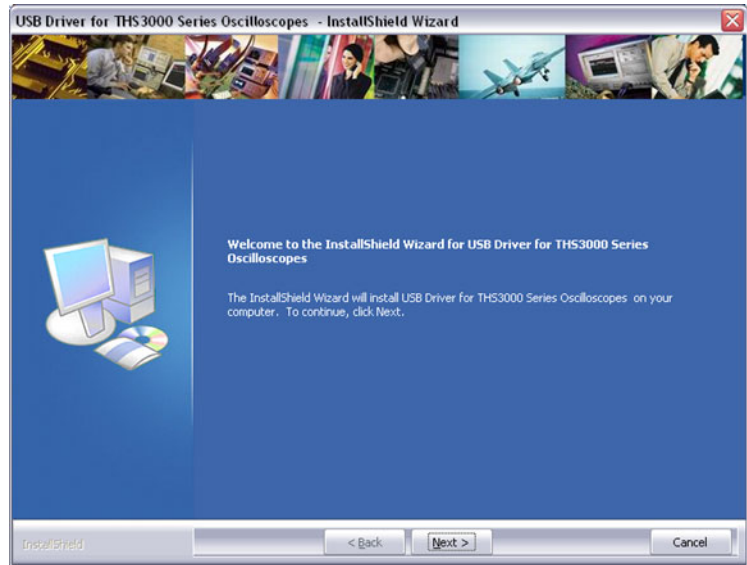 USB Driver for THS3000 Series Oscilloscopes - InstallShield Wizard
Welcome to the InstallShield Wizard for USB Driver for THS3000 Series
Oscilloscopes
The InstallShield Wizard will install USB Driver for THS3000 Series Oscilloscopes on your
computer. To continue, click Next.
InstallShield
< Back
Next >
Cancel